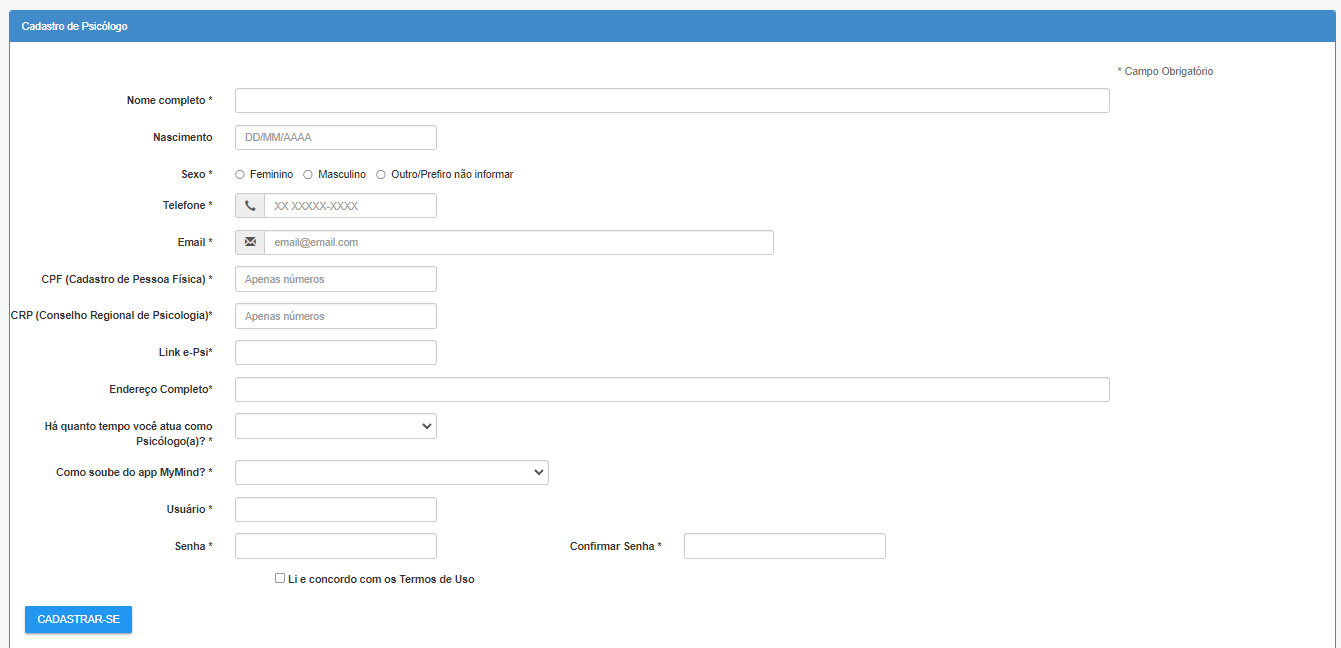 Cadastro de Psicólogo
* Campo Obrigatório
Nome completo *
Nascimento DD/MM/AAAA
Sexo * Feminino Masculino Outro/Prefiro não informar
Telefone * XX XXXXX-XXXX
Email * email@email.com
CPF (Cadastro de Pessoa Física) * Apenas números
CRP (Conselho Regional de Psicologia)* Apenas números
Link e-Psi*
Endereço Completo*
Há quanto tempo você atua como
Psicólogo(a)? *
Como soube do app MyMind? *
Usuário *
Senha * Confirmar Senha *
Li e concordo com os Termos de Uso
CADASTRAR-SE